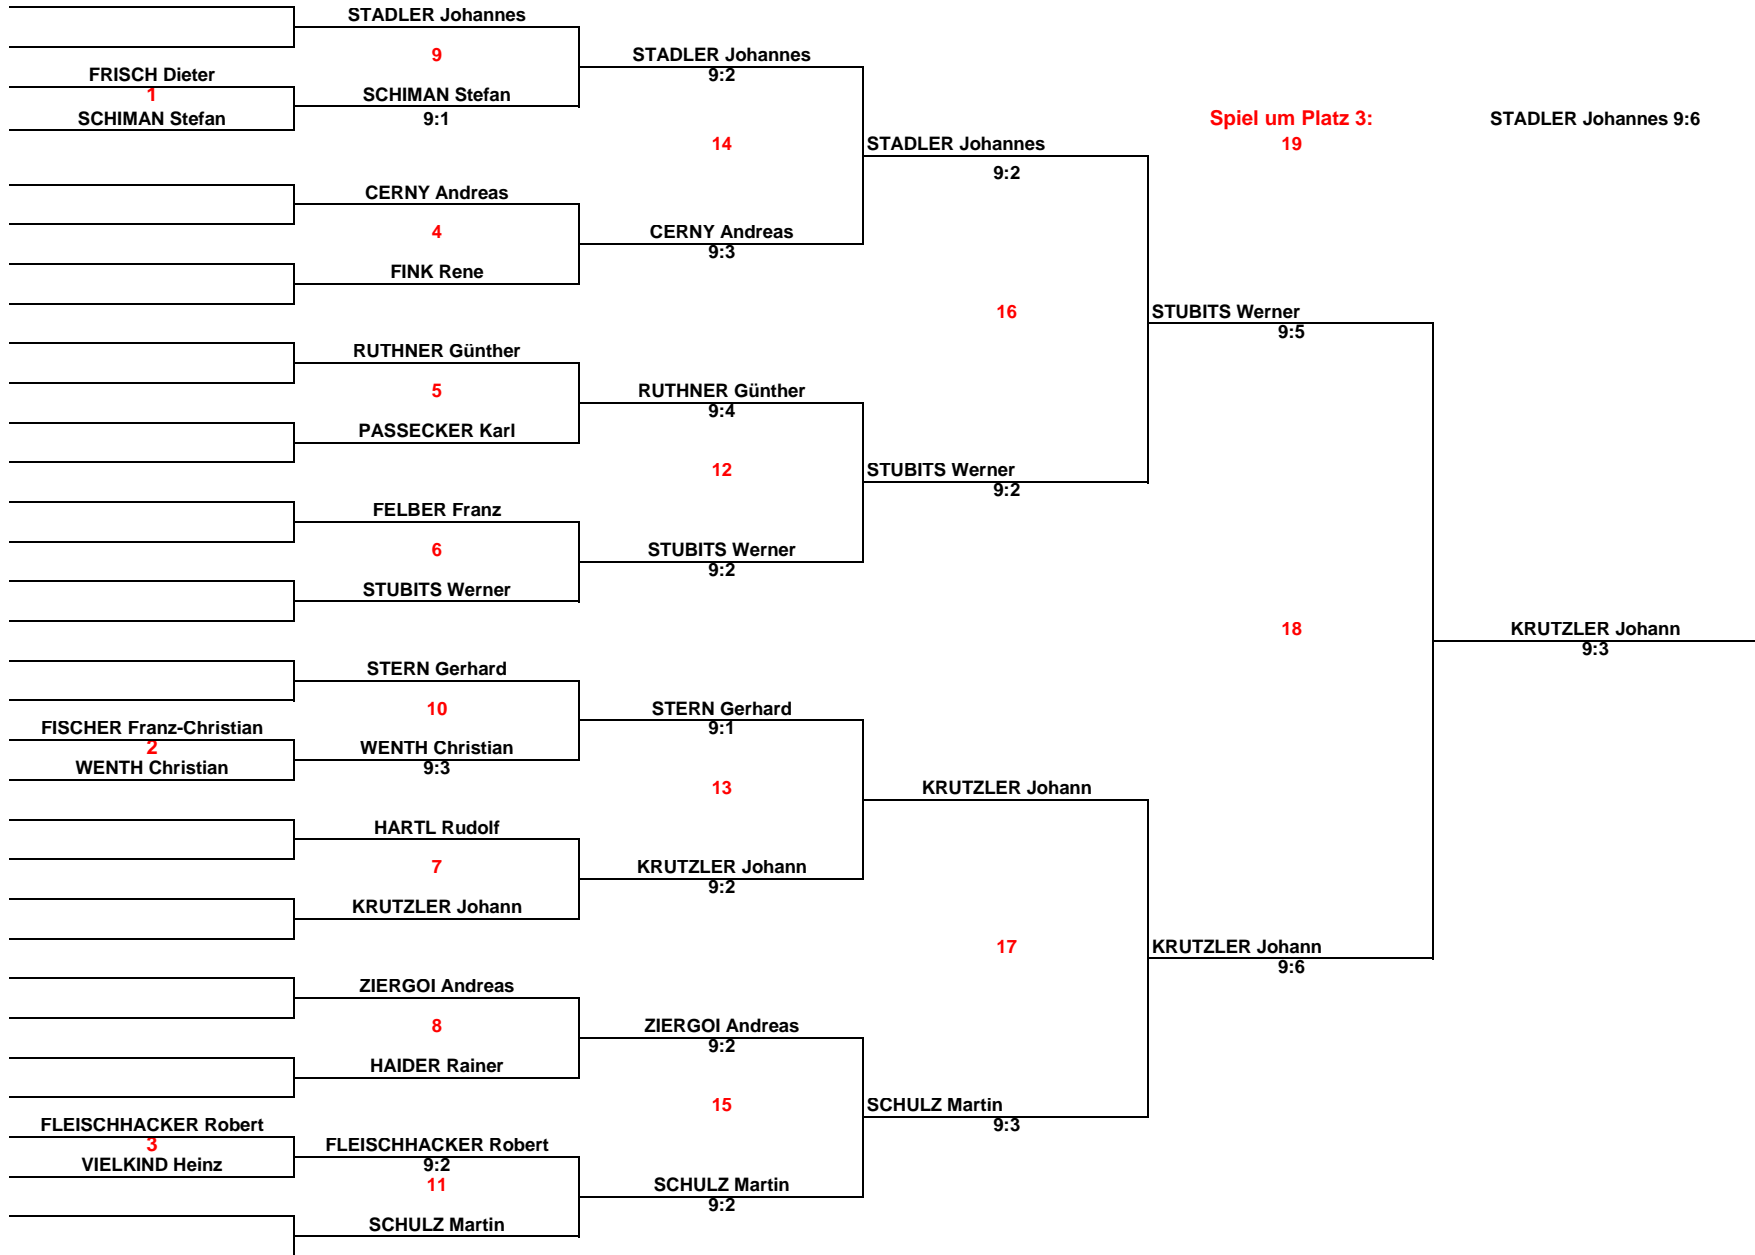 STADLER Johannes
9
STADLER Johannes
9:2
FRISCH Dieter
1
SCHIMAN Stefan
SCHIMAN Stefan
9:1
Spiel um Platz 3:
STADLER Johannes 9:6
19
14
STADLER Johannes
9:2
CERNY Andreas
4
CERNY Andreas
9:3
FINK Rene
16
STUBITS Werner
9:5
RUTHNER Günther
5
RUTHNER Günther
9:4
PASSECKER Karl
12
STUBITS Werner
9:2
FELBER Franz
6
STUBITS Werner
9:2
STUBITS Werner
18
KRUTZLER Johann
9:3
STERN Gerhard
10
STERN Gerhard
9:1
FISCHER Franz-Christian
2
WENTH Christian
WENTH Christian
9:3
13
KRUTZLER Johann
HARTL Rudolf
7
KRUTZLER Johann
9:2
KRUTZLER Johann
17
KRUTZLER Johann
9:6
ZIERGOI Andreas
8
ZIERGOI Andreas
9:2
HAIDER Rainer
15
SCHULZ Martin
9:3
FLEISCHHACKER Robert
3
VIELKIND Heinz
FLEISCHHACKER Robert
9:2
11
SCHULZ Martin
9:2
SCHULZ Martin